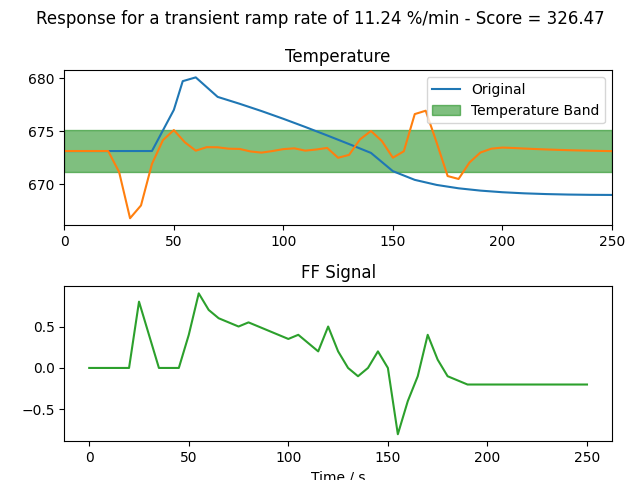 Response for a transient ramp rate of 11.24 %/min - Score = 326.47
Temperature
680
675
670
Original
Temperature Band
0 50 100 150 200 250
FF Signal
0.5
0.0
−0.5
0 50 100 150 200 250
Time / s